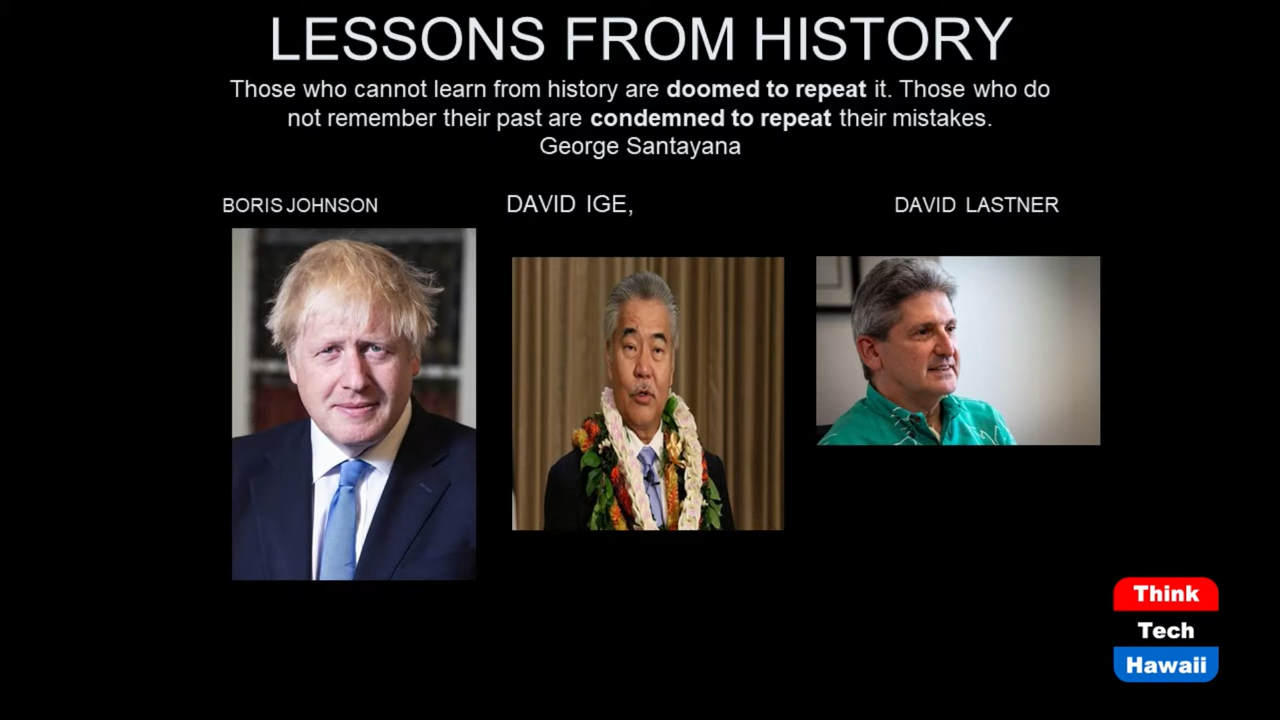 LESSONS FROM HISTORY
Those who cannot learn from history are doomed to repeat it. Those who do
not remember their past are condemned to repeat their mistakes.
George Santayana
BORIS JOHNSON
DAVID IGE,
DAVID LASTNER
Think
Tech
Hawaii